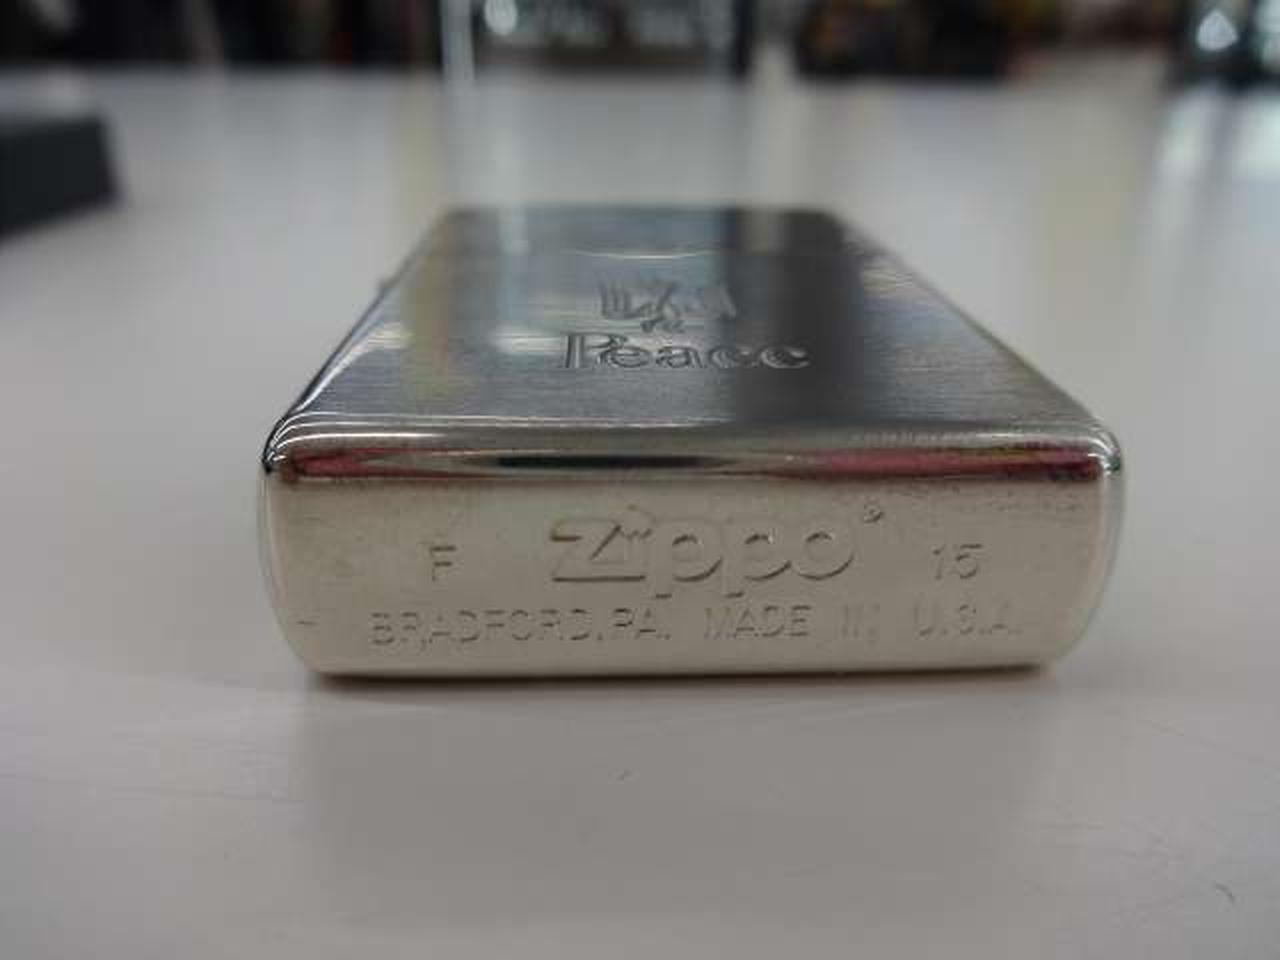 Peace
F Zippo® 15
BRADFORD, PA. MADE IN U.S.A.